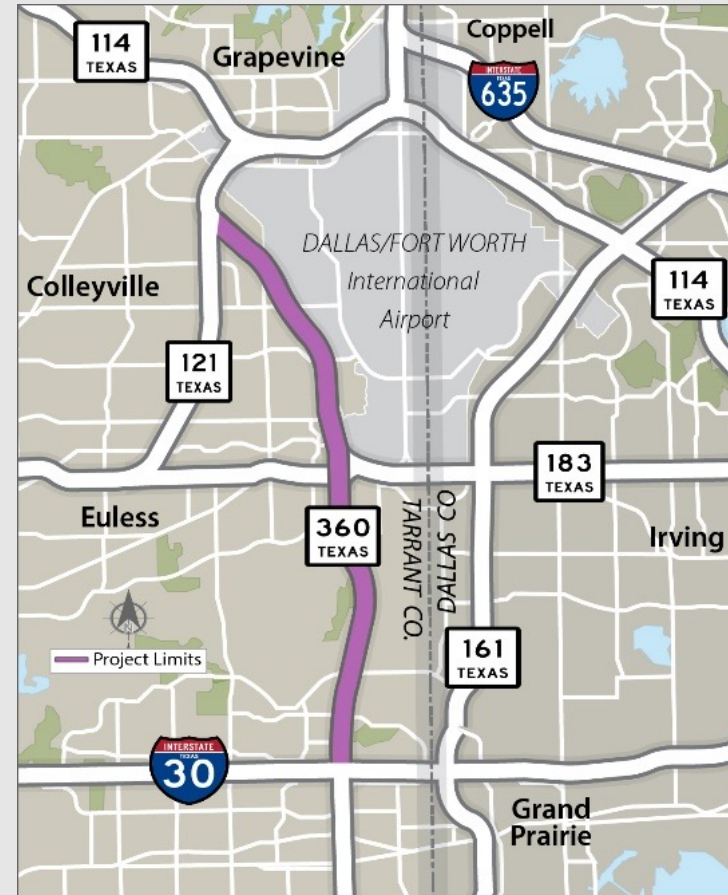 114
TEXAS
Grapevine
Coppell
INTERSTATE
635
DALLAS/FORT WORTH
International
Airport
Colleyville
114
TEXAS
121
TEXAS
183
TEXAS
Euless
360
TEXAS
TARRANT CO.
DALLAS CO
Irving
N
Project Limits
161
TEXAS
INTERSTATE
TEXAS
30
Grand
Prairie